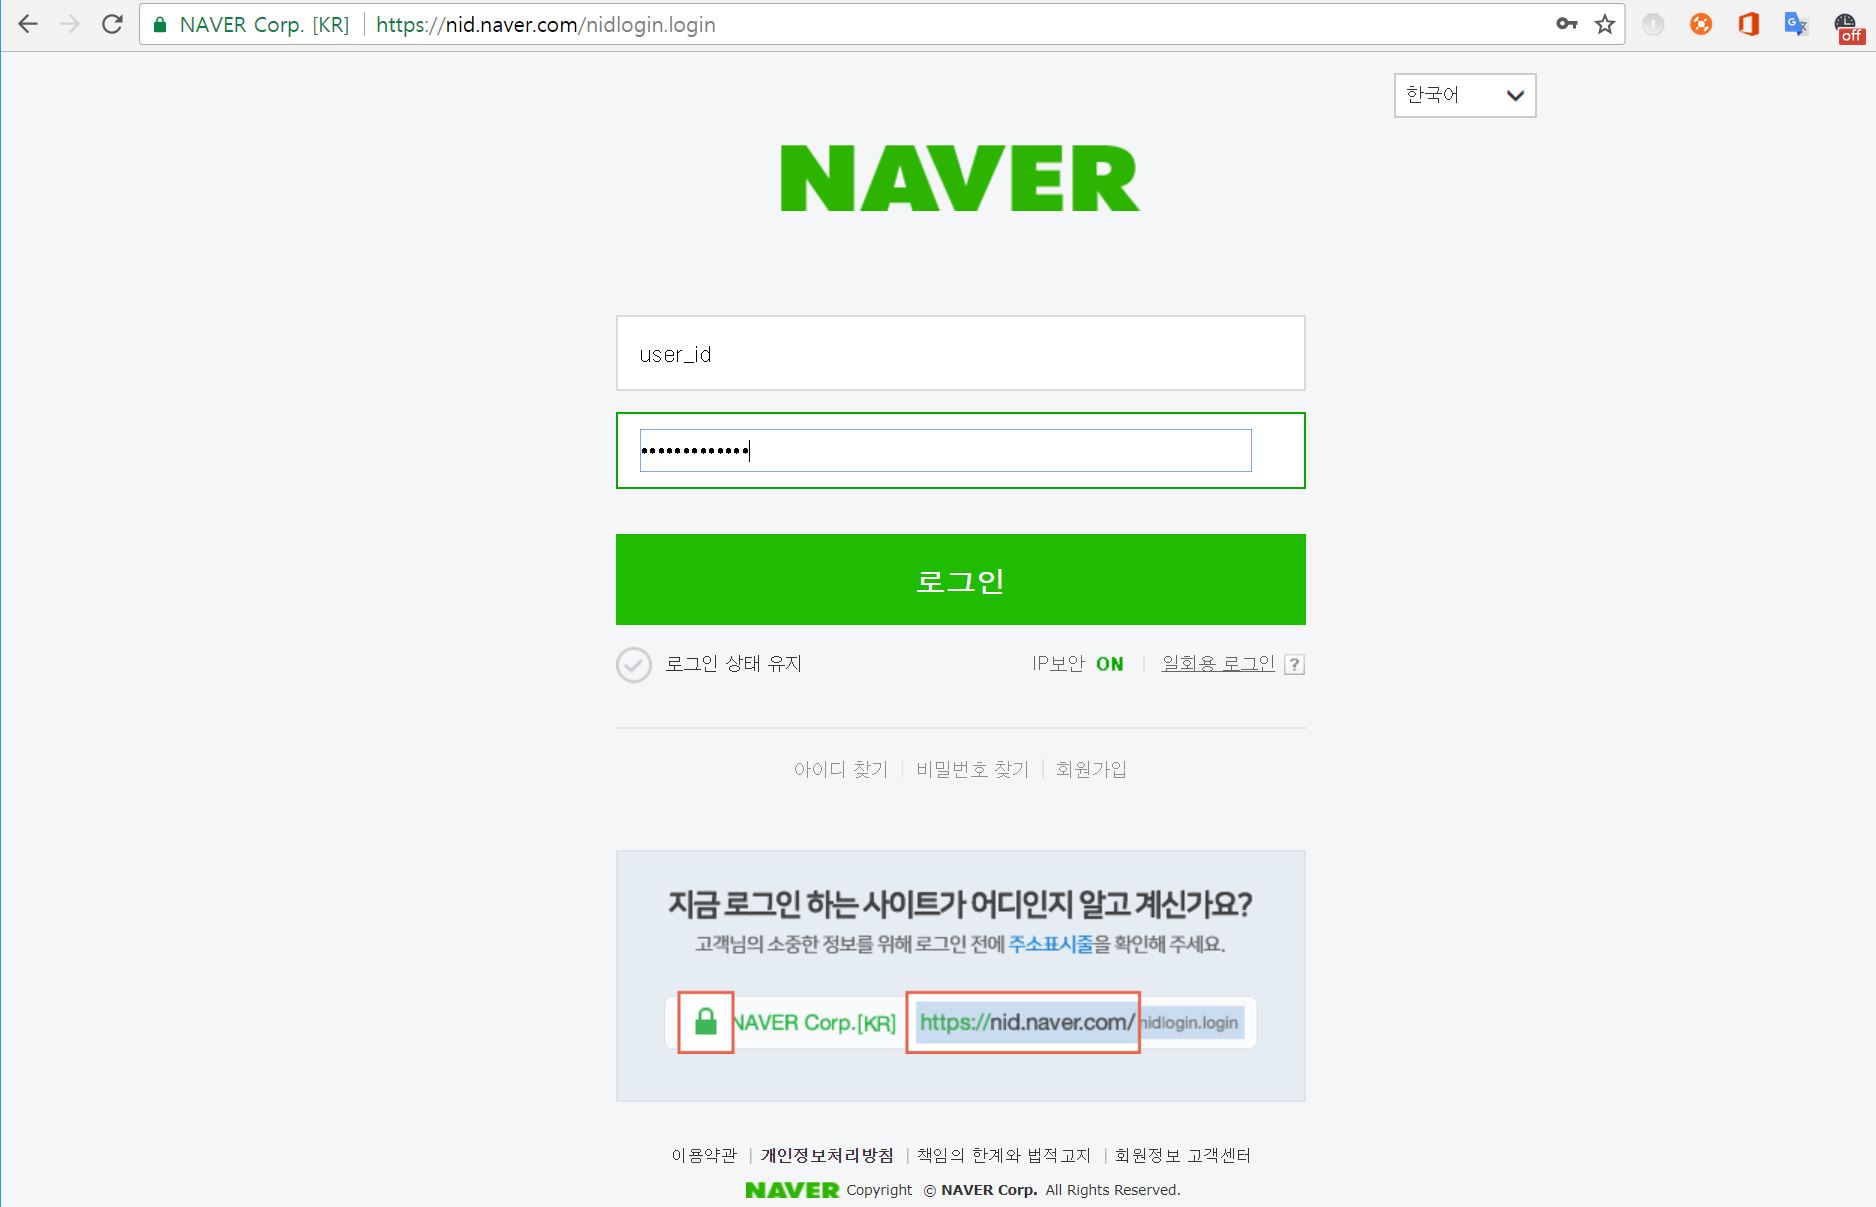 NAVER Corp. [KR] https://nid.naver.com/nidlogin.login
off
한국어
NAVER
user_id
•••••••••••••
로그인
로그인 상태 유지 IP보안 ON 일회용 로그인 ?
아이디 찾기 비밀번호 찾기 회원가입
지금 로그인 하는 사이트가 어디인지 알고 계신가요?
고객님의 소중한 정보를 위해 로그인 전에 주소표시줄을 확인해 주세요.
NAVER Corp.[KR] https://nid.naver.com/nidlogin.login
이용약관 | 개인정보처리방침 | 책임의 한계와 법적고지 | 회원정보 고객센터
NAVER Copyright © NAVER Corp. All Rights Reserved.